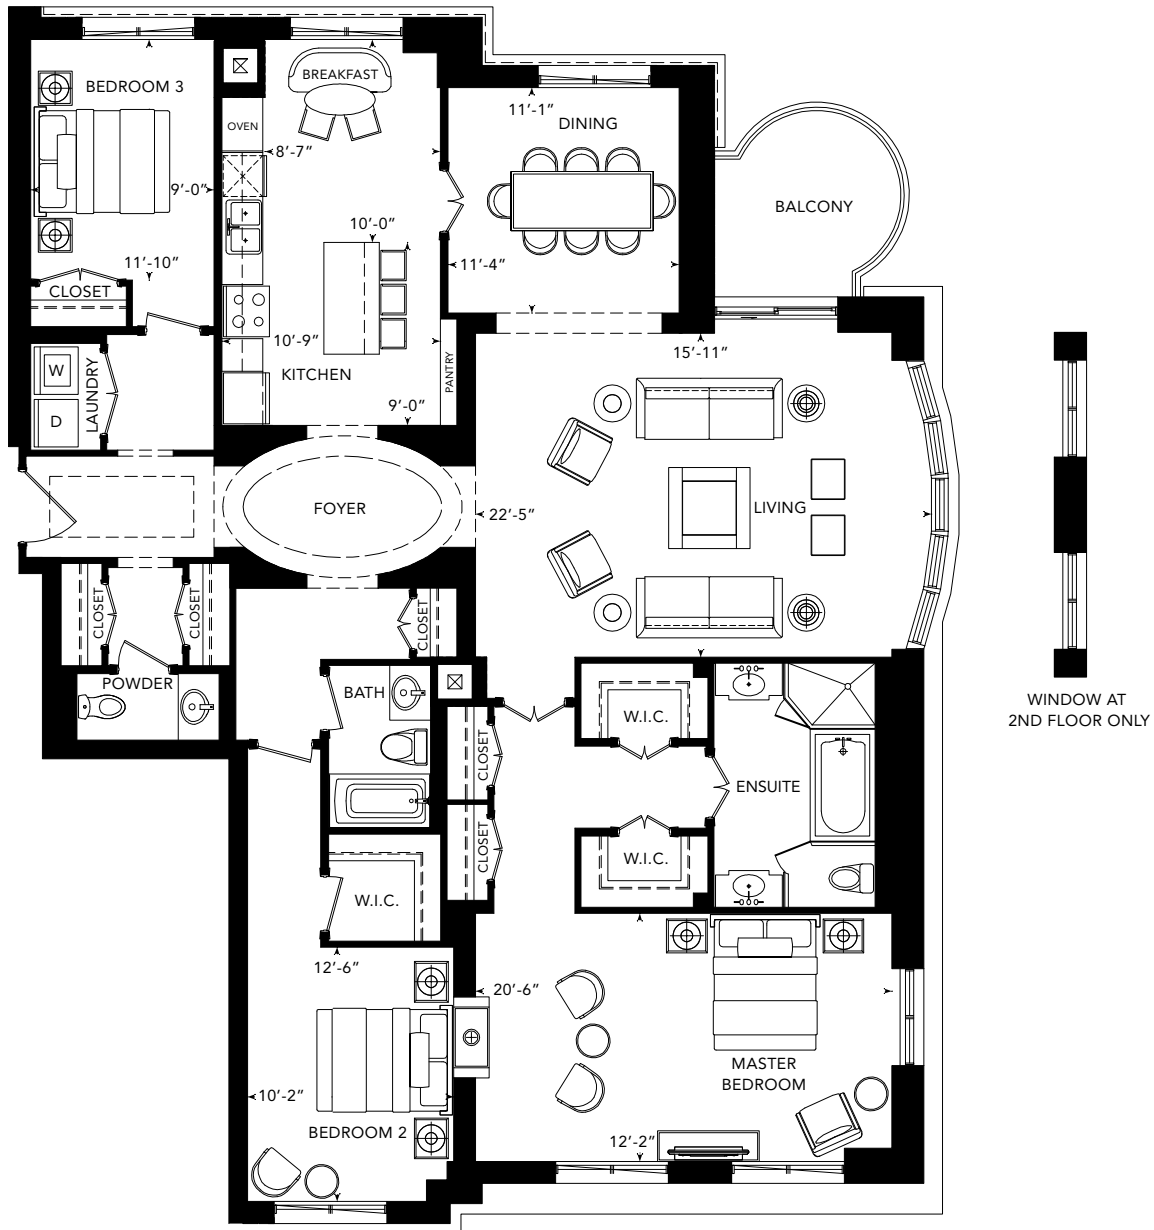 BREAKFAST
BEDROOM 3
11'-1"
DINING
OVEN
8'-7"
9'-0"
BALCONY
10'-0"
11'-10"
11'-4"
CLOSET
10'-9"
15'-11"
W
LAUNDRY
KITCHEN
PANTRY
D
9'-0"
FOYER
22'-5"
LIVING
CLOSET
CLOSET
CLOSET
POWDER
BATH
WINDOW AT
2ND FLOOR ONLY
W.I.C.
CLOSET
ENSUITE
CLOSET
W.I.C.
W.I.C.
12'-6"
20'-6"
MASTER
BEDROOM
10'-2"
BEDROOM 2
12'-2"